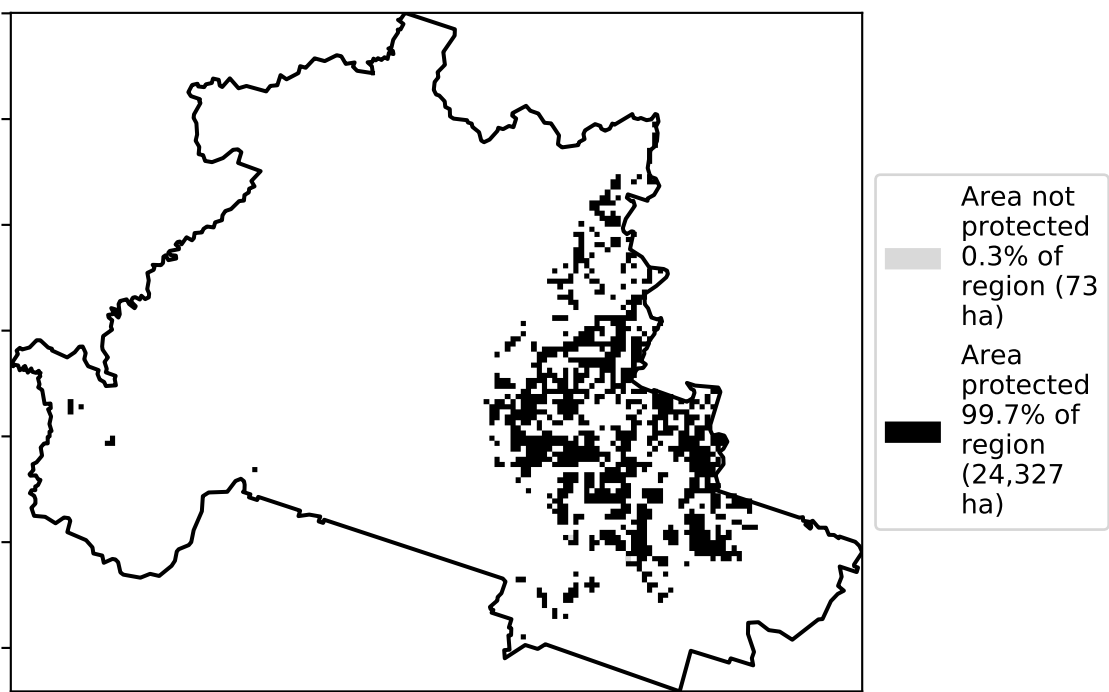 Area not
protected
0.3% of
region (73
ha)
Area
protected
99.7% of
region
(24,327
ha)